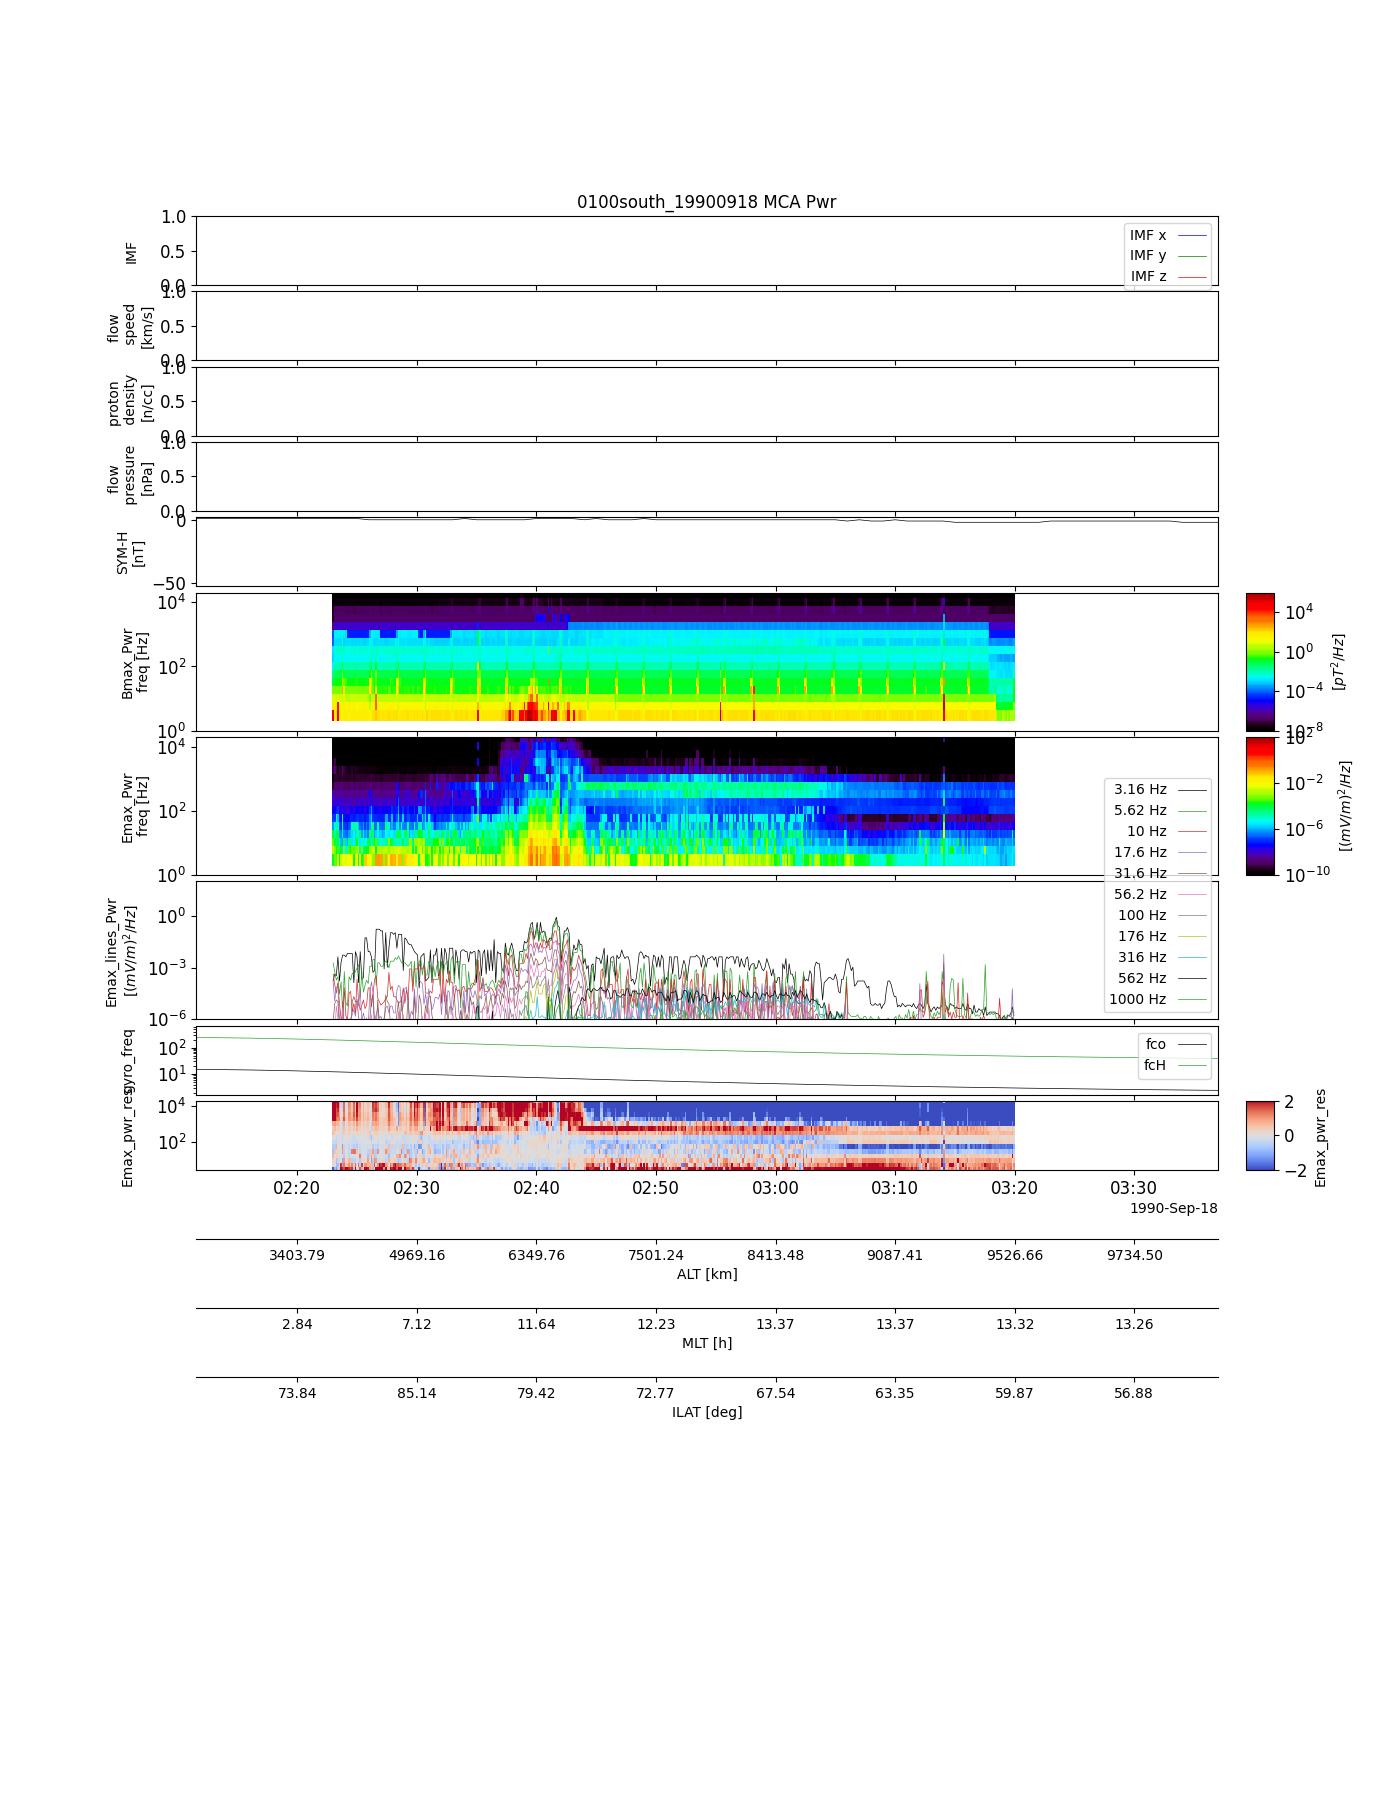 0100south_19900918 MCA Pwr
1.0
0.5
0.0
IMF
IMF x
IMF y
IMF z
1.0
0.5
0.0
flow
speed
[km/s]
1.0
0.5
0.0
proton
density
[n/cc]
1.0
0.5
0.0
flow
pressure
[nPa]
0
−50
SYM-H
[nT]
10^4
10^2
10^0
Bmax_Pwr
freq [Hz]
10^4
10^0
10^−4
10^−8
[pT^2/Hz]
10^4
10^2
10^0
Emax_Pwr
freq [Hz]
10^2
10^−2
10^−6
10^−10
[(mV/m)^2/Hz]
3.16 Hz
5.62 Hz
10 Hz
17.6 Hz
31.6 Hz
56.2 Hz
100 Hz
176 Hz
316 Hz
562 Hz
1000 Hz
10^0
10^−3
10^−6
Emax_lines_Pwr
[(mV/m)^2/Hz]
10^2
10^1
gyro_freq
fco
fcH
10^4
10^2
Emax_pwr_res
2
0
−2
Emax_pwr_res
02:20 02:30 02:40 02:50 03:00 03:10 03:20 03:30
1990-Sep-18
3403.79 4969.16 6349.76 7501.24 8413.48 9087.41 9526.66 9734.50
ALT [km]
2.84 7.12 11.64 12.23 13.37 13.37 13.32 13.26
MLT [h]
73.84 85.14 79.42 72.77 67.54 63.35 59.87 56.88
ILAT [deg]